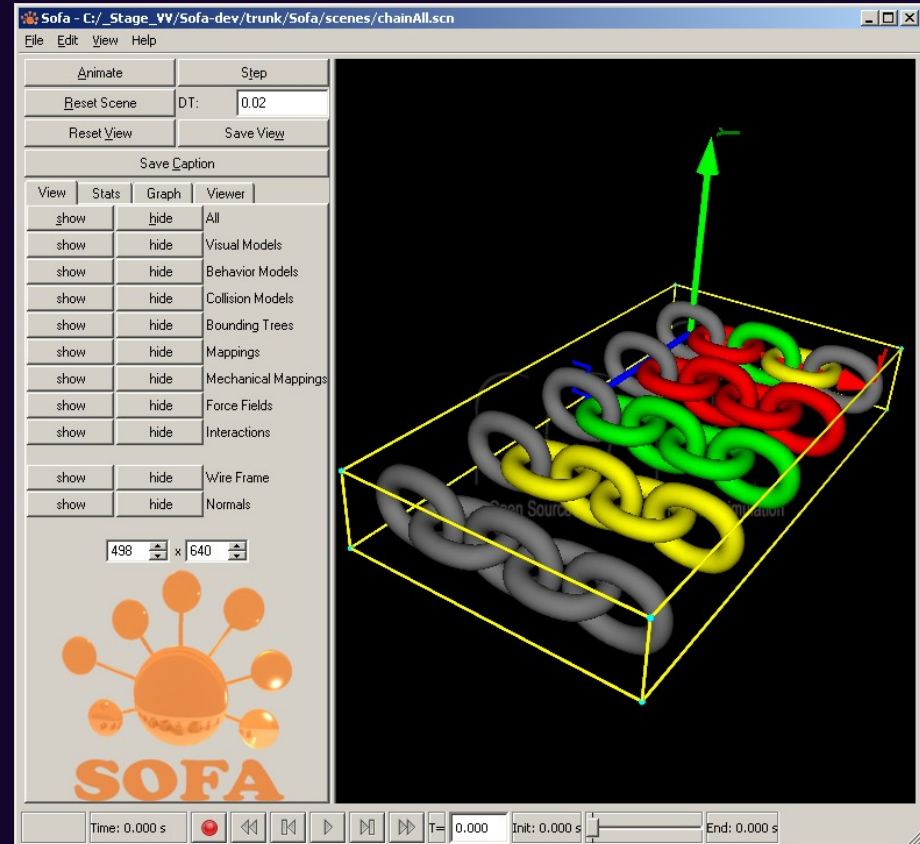 Sofa - C:/_Stage_VV/Sofa-dev/trunk/Sofa/scenes/chainAll.scn
File Edit View Help
Animate Step
Reset Scene DT: 0.02
Reset View Save View
Save Caption
View Stats Graph Viewer
show hide All
show hide Visual Models
show hide Behavior Models
show hide Collision Models
show hide Bounding Trees
show hide Mappings
show hide Mechanical Mappings
show hide Force Fields
show hide Interactions
show hide Wire Frame
show hide Normals
498 x 640
SOFA
Open Source
Time: 0.000 s T= 0.000 Init: 0.000 s End: 0.000 s